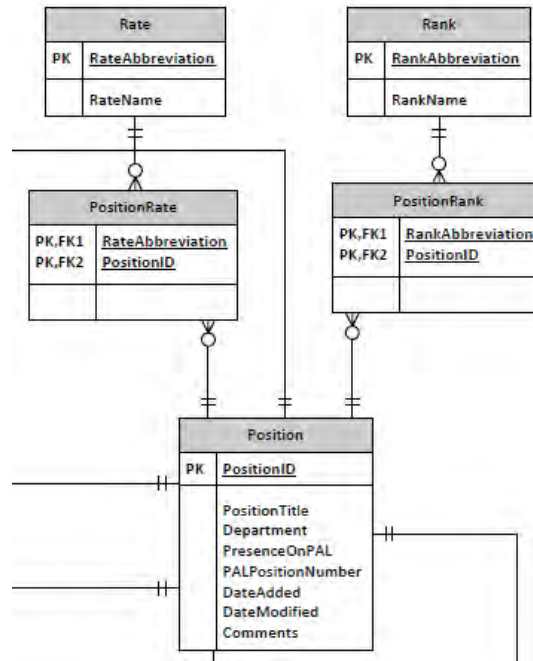 Rate
PK RateAbbreviation
RateName
Rank
PK RankAbbreviation
RankName
PositionRate
PK,FK1 RateAbbreviation
PK,FK2 PositionID
PositionRank
PK,FK1 RankAbbreviation
PK,FK2 PositionID
Position
PK PositionID
PositionTitle
Department
PresenceOnPAL
PALPositionNumber
DateAdded
DateModified
Comments